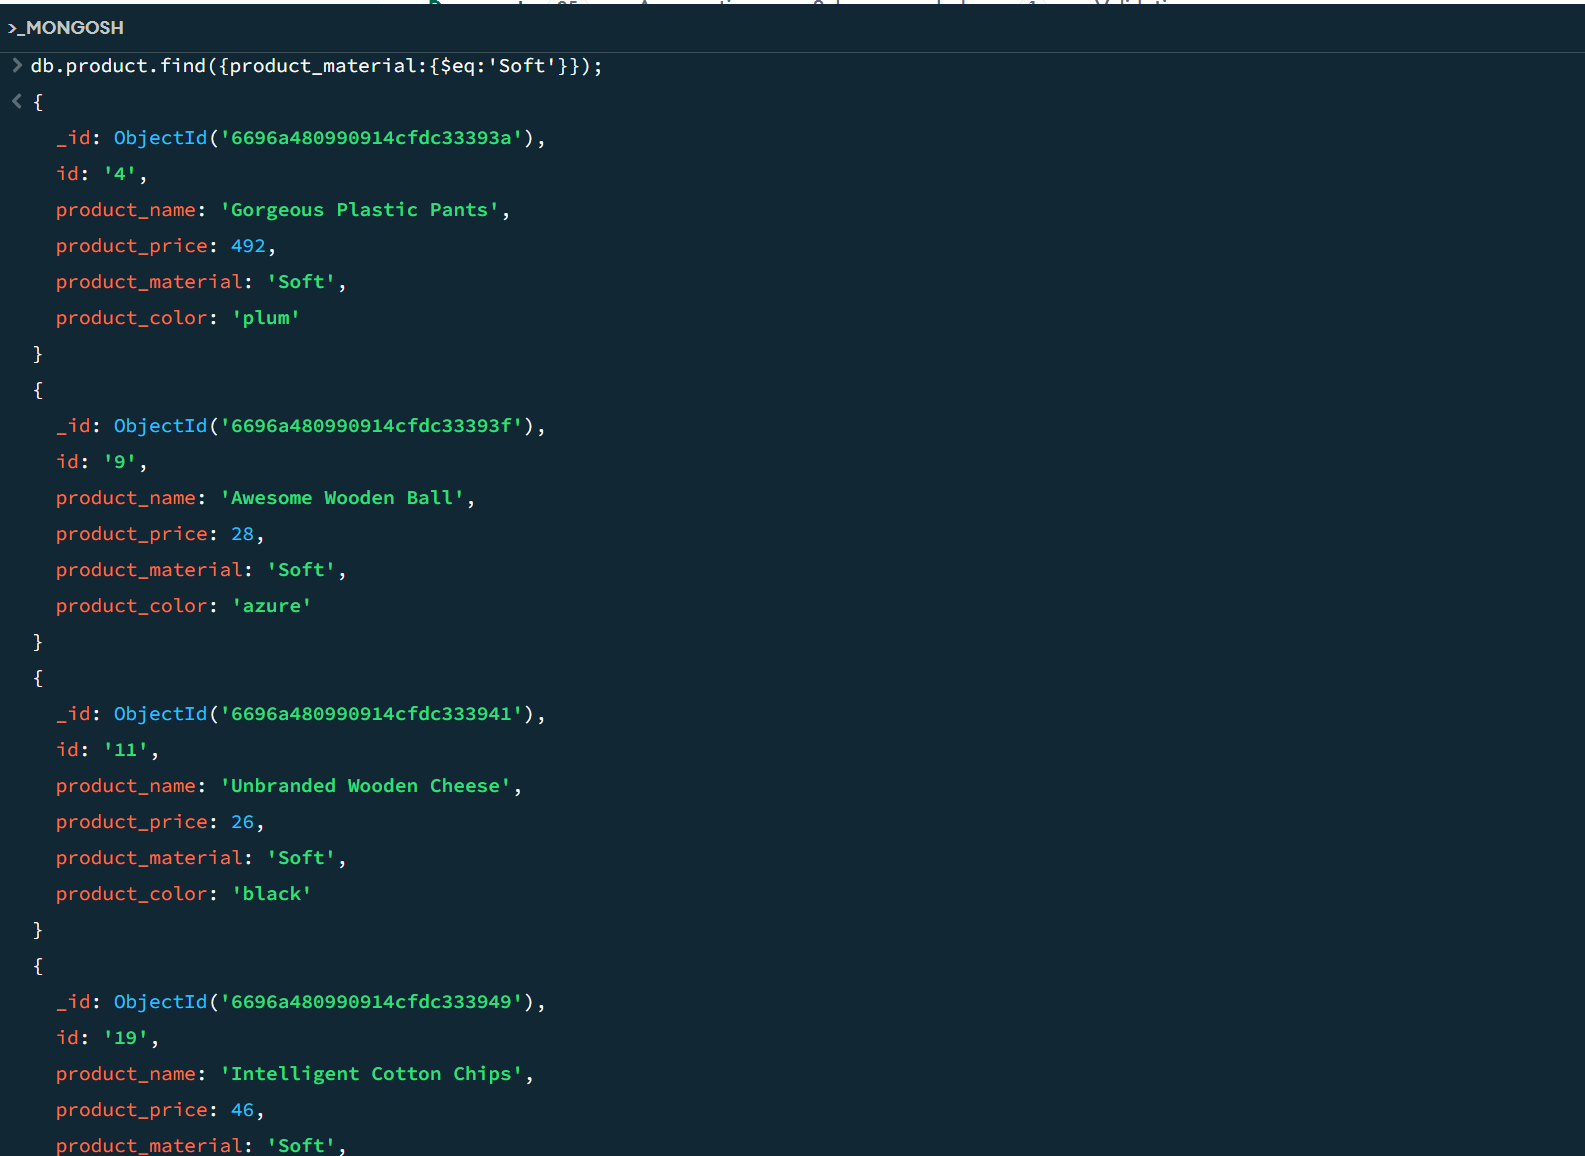 >_MONGOSH
> db.product.find({product_material:{$eq:'Soft'}});
< {
_id: ObjectId('6696a480990914cfdc33393a'),
id: '4',
product_name: 'Gorgeous Plastic Pants',
product_price: 492,
product_material: 'Soft',
product_color: 'plum'
}
{
_id: ObjectId('6696a480990914cfdc33393f'),
id: '9',
product_name: 'Awesome Wooden Ball',
product_price: 28,
product_material: 'Soft',
product_color: 'azure'
}
{
_id: ObjectId('6696a480990914cfdc333941'),
id: '11',
product_name: 'Unbranded Wooden Cheese',
product_price: 26,
product_material: 'Soft',
product_color: 'black'
}
{
_id: ObjectId('6696a480990914cfdc333949'),
id: '19',
product_name: 'Intelligent Cotton Chips',
product_price: 46,
product_material: 'Soft',